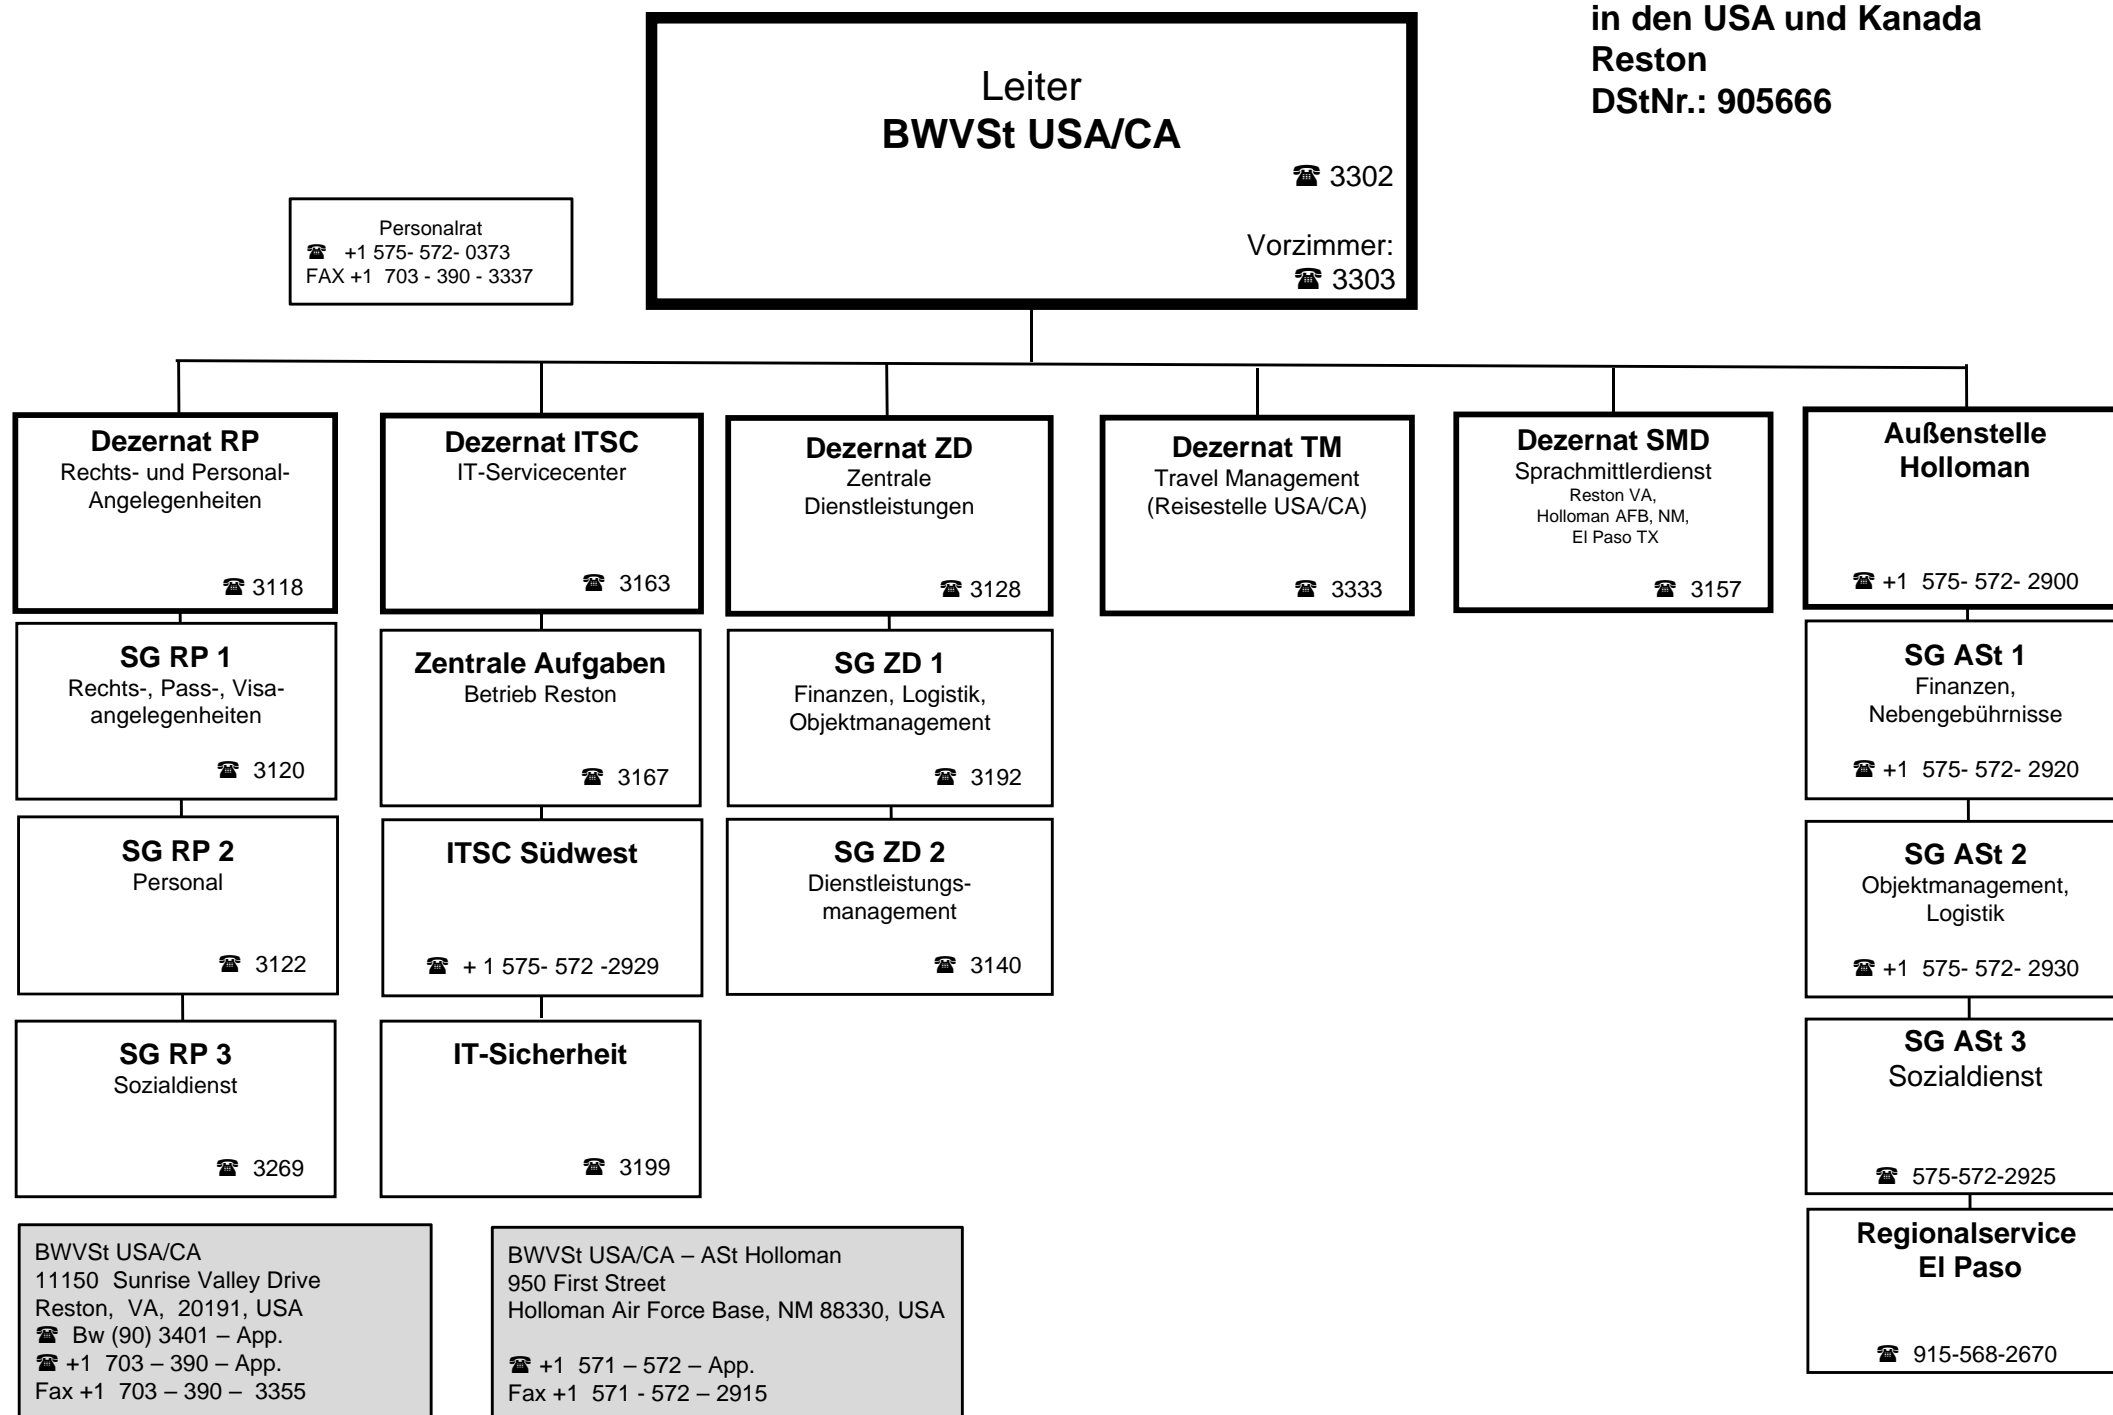 in den USA und Kanada
Reston
DStNr.: 905666
Leiter
BWVSt USA/CA
☎ 3302
Vorzimmer:
☎ 3303
Personalrat
☎ +1 575- 572- 0373
FAX +1 703 - 390 - 3337
Dezernat RP
Rechts- und Personal-
Angelegenheiten
☎ 3118
Dezernat ITSC
IT-Servicecenter
☎ 3163
Dezernat ZD
Zentrale
Dienstleistungen
☎ 3128
Dezernat TM
Travel Management
(Reisestelle USA/CA)
☎ 3333
Dezernat SMD
Sprachmittlerdienst
Reston VA,
Holloman AFB, NM,
El Paso TX
☎ 3157
Außenstelle
Holloman
☎ +1 575- 572- 2900
SG RP 1
Rechts-, Pass-, Visa-
angelegenheiten
☎ 3120
Zentrale Aufgaben
Betrieb Reston
☎ 3167
SG ZD 1
Finanzen, Logistik,
Objektmanagement
☎ 3192
SG ASt 1
Finanzen,
Nebengebührnisse
☎ +1 575- 572- 2920
SG RP 2
Personal
☎ 3122
ITSC Südwest
☎ + 1 575- 572 -2929
SG ZD 2
Dienstleistungs-
management
☎ 3140
SG ASt 2
Objektmanagement,
Logistik
☎ +1 575- 572- 2930
SG RP 3
Sozialdienst
☎ 3269
IT-Sicherheit
☎ 3199
SG ASt 3
Sozialdienst
☎ 575-572-2925
Regionalservice
El Paso
☎ 915-568-2670
BWVSt USA/CA
11150 Sunrise Valley Drive
Reston, VA, 20191, USA
☎ Bw (90) 3401 – App.
☎ +1 703 – 390 – App.
Fax +1 703 – 390 – 3355
BWVSt USA/CA – ASt Holloman
950 First Street
Holloman Air Force Base, NM 88330, USA
☎ +1 571 – 572 – App.
Fax +1 571 - 572 – 2915